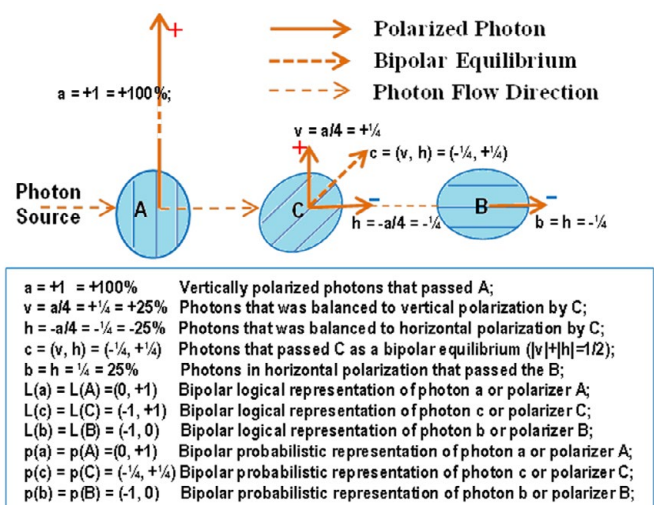 +
Polarized Photon
Bipolar Equilibrium
Photon Flow Direction
a = +1 = +100%;
v = a/4 = +¼
+
c = (v, h) = (-¼, +¼)
Photon
Source
A
C
-
h = -a/4 = -¼
B
-
b = h = -¼
a = +1 = +100% Vertically polarized photons that passed A;
v = a/4 = +¼ = +25% Photons that was balanced to vertical polarization by C;
h = -a/4 = -¼ = -25% Photons that was balanced to horizontal polarization by C;
c = (v, h) = (-¼, +¼) Photons that passed C as a bipolar equilibrium (|v|+|h|=1/2);
b = h = ¼ = 25% Photons in horizontal polarization that passed the B;
L(a) = L(A) =(0, +1) Bipolar logical representation of photon a or polarizer A;
L(c) = L(C) = (-1, +1) Bipolar logical representation of photon c or polarizer C;
L(b) = L(B) = (-1, 0) Bipolar logical representation of photon b or polarizer B;
p(a) = p(A) =(0, +1) Bipolar probabilistic representation of photon a or polarizer A;
p(c) = p(C) = (-¼, +¼) Bipolar probabilistic representation of photon c or polarizer C;
p(b) = p(B) = (-1, 0) Bipolar probabilistic representation of photon b or polarizer B;